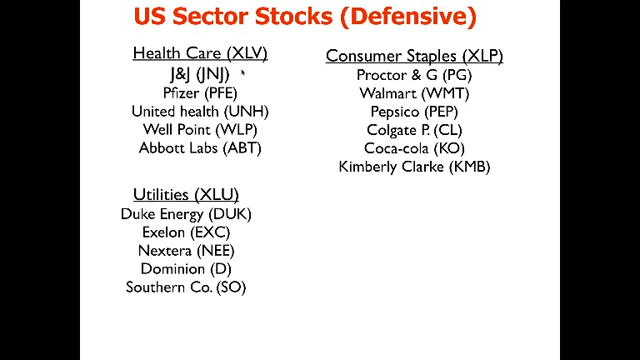 US Sector Stocks (Defensive)
Health Care (XLV)
J&J (JNJ)
Pfizer (PFE)
United health (UNH)
Well Point (WLP)
Abbott Labs (ABT)
Consumer Staples (XLP)
Proctor & G (PG)
Walmart (WMT)
Pepsico (PEP)
Colgate P. (CL)
Coca-cola (KO)
Kimberly Clarke (KMB)
Utilities (XLU)
Duke Energy (DUK)
Exelon (EXC)
Nextera (NEE)
Dominion (D)
Southern Co. (SO)